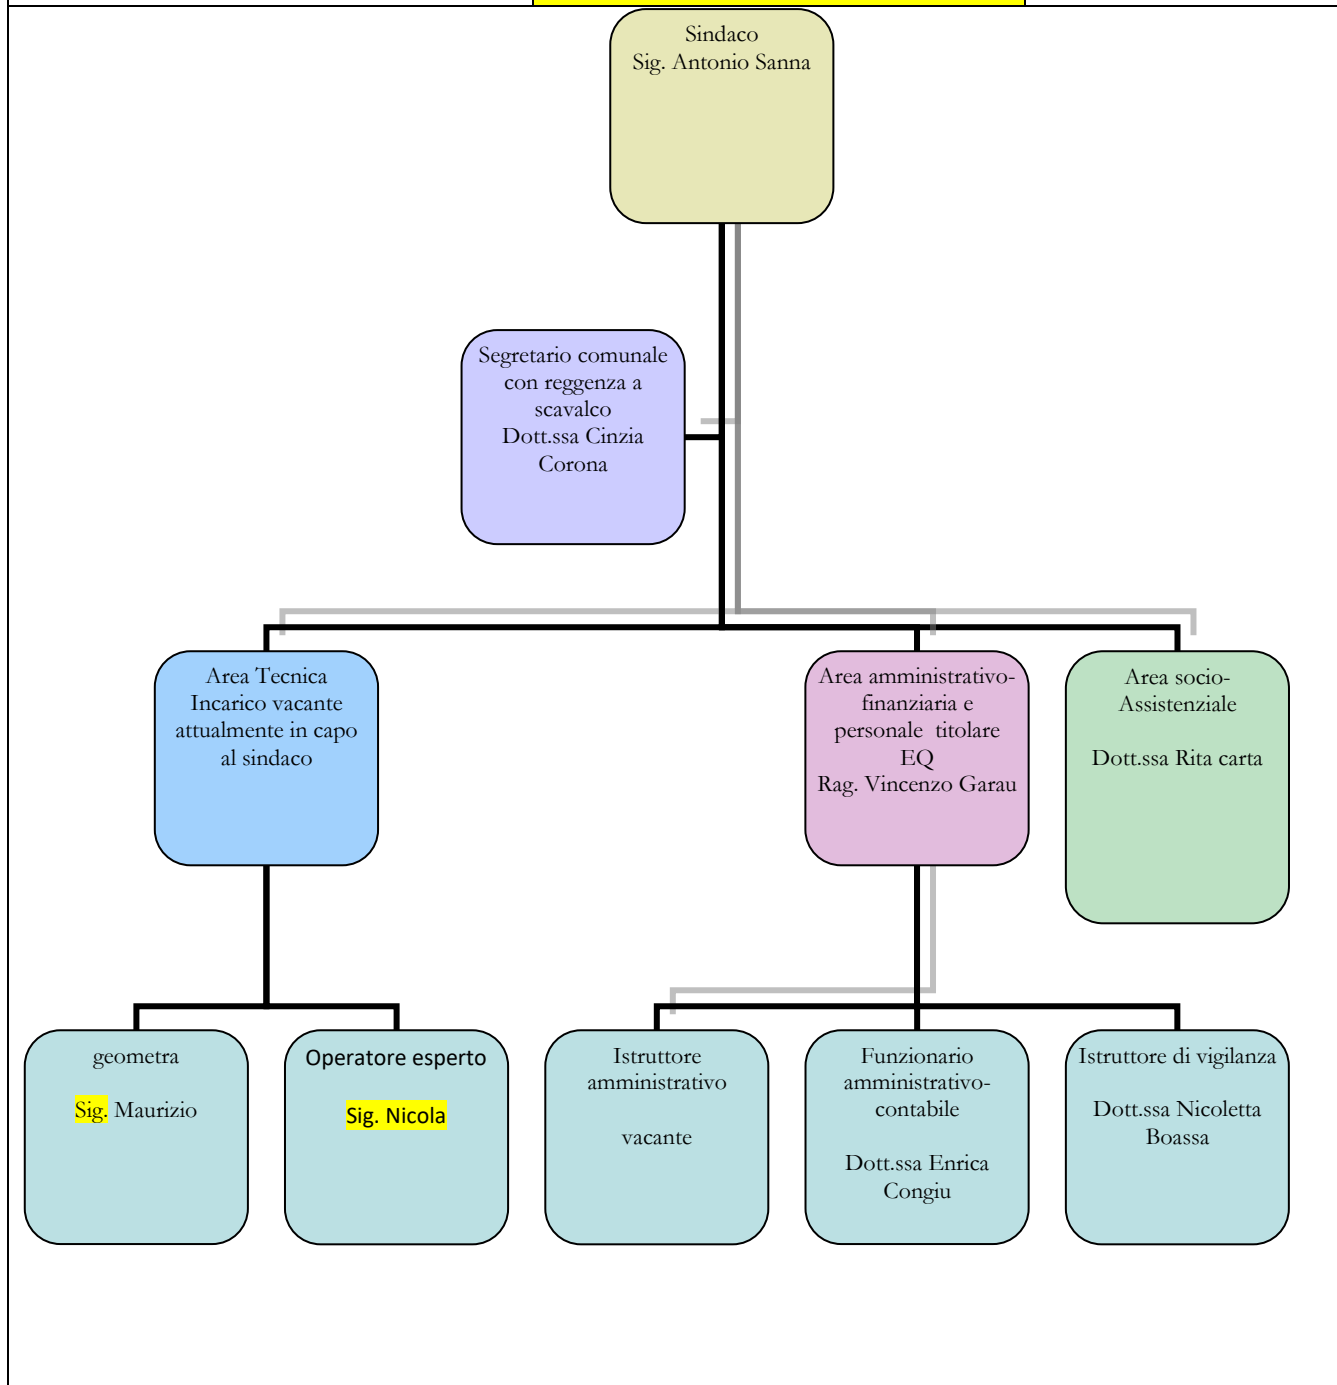 Sindaco
Sig. Antonio Sanna
Segretario comunale
con reggenza a
scavalco
Dott.ssa Cinzia
Corona
Area Tecnica
Incarico vacante
attualmente in capo
al sindaco
Area amministrativo-
finanziaria e
personale titolare
EQ
Rag. Vincenzo Garau
Area socio-
Assistenziale
Dott.ssa Rita carta
geometra
Sig. Maurizio
Operatore esperto
Sig. Nicola
Istruttore
amministrativo
vacante
Funzionario
amministrativo-
contabile
Dott.ssa Enrica
Congiu
Istruttore di vigilanza
Dott.ssa Nicoletta
Boassa